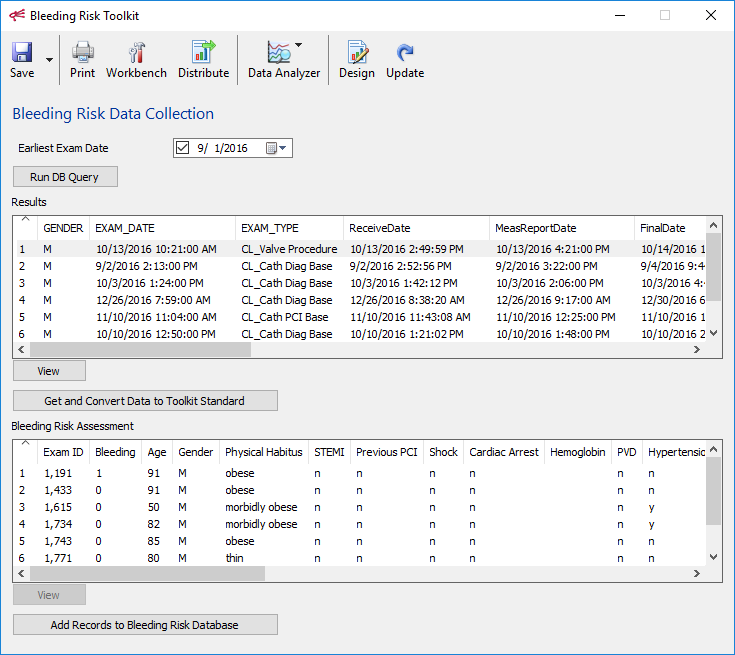 Bleeding Risk Toolkit
Save Print Workbench Distribute Data Analyzer Design Update
Bleeding Risk Data Collection
Earliest Exam Date 9/ 1/2016
Run DB Query
Results
GENDER EXAM_DATE EXAM_TYPE ReceiveDate MeasReportDate FinalDate
1 M 10/13/2016 10:21:00 AM CL_Valve Procedure 10/13/2016 2:49:59 PM 10/13/2016 4:21:00 PM 10/14/2016 1
2 M 9/2/2016 2:13:00 PM CL_Cath Diag Base 9/2/2016 2:52:56 PM 9/2/2016 3:22:00 PM 9/4/2016 9:4
3 M 10/3/2016 1:24:00 PM CL_Cath Diag Base 10/3/2016 1:42:12 PM 10/3/2016 2:06:00 PM 10/3/2016 4:
4 M 12/26/2016 7:59:00 AM CL_Cath Diag Base 12/26/2016 8:38:20 AM 12/26/2016 9:17:00 AM 12/30/2016 6
5 M 11/10/2016 11:04:00 AM CL_Cath PCI Base 11/10/2016 11:43:08 AM 11/10/2016 12:25:00 PM 11/10/2016 1
6 M 10/10/2016 12:50:00 PM CL_Cath Diag Base 10/10/2016 1:21:02 PM 10/10/2016 1:48:00 PM 10/10/2016 2
View
Get and Convert Data to Toolkit Standard
Bleeding Risk Assessment
Exam ID Bleeding Age Gender Physical Habitus STEMI Previous PCI Shock Cardiac Arrest Hemoglobin PVD Hypertensio
1 1,191 1 91 M obese n n n n n n
2 1,433 0 91 M obese n n n n n n
3 1,615 0 50 M morbidly obese n n n n n y
4 1,734 0 82 M morbidly obese n n n n n y
5 1,743 0 85 M obese n n n n n n
6 1,771 0 80 M thin n n n n n n
View
Add Records to Bleeding Risk Database